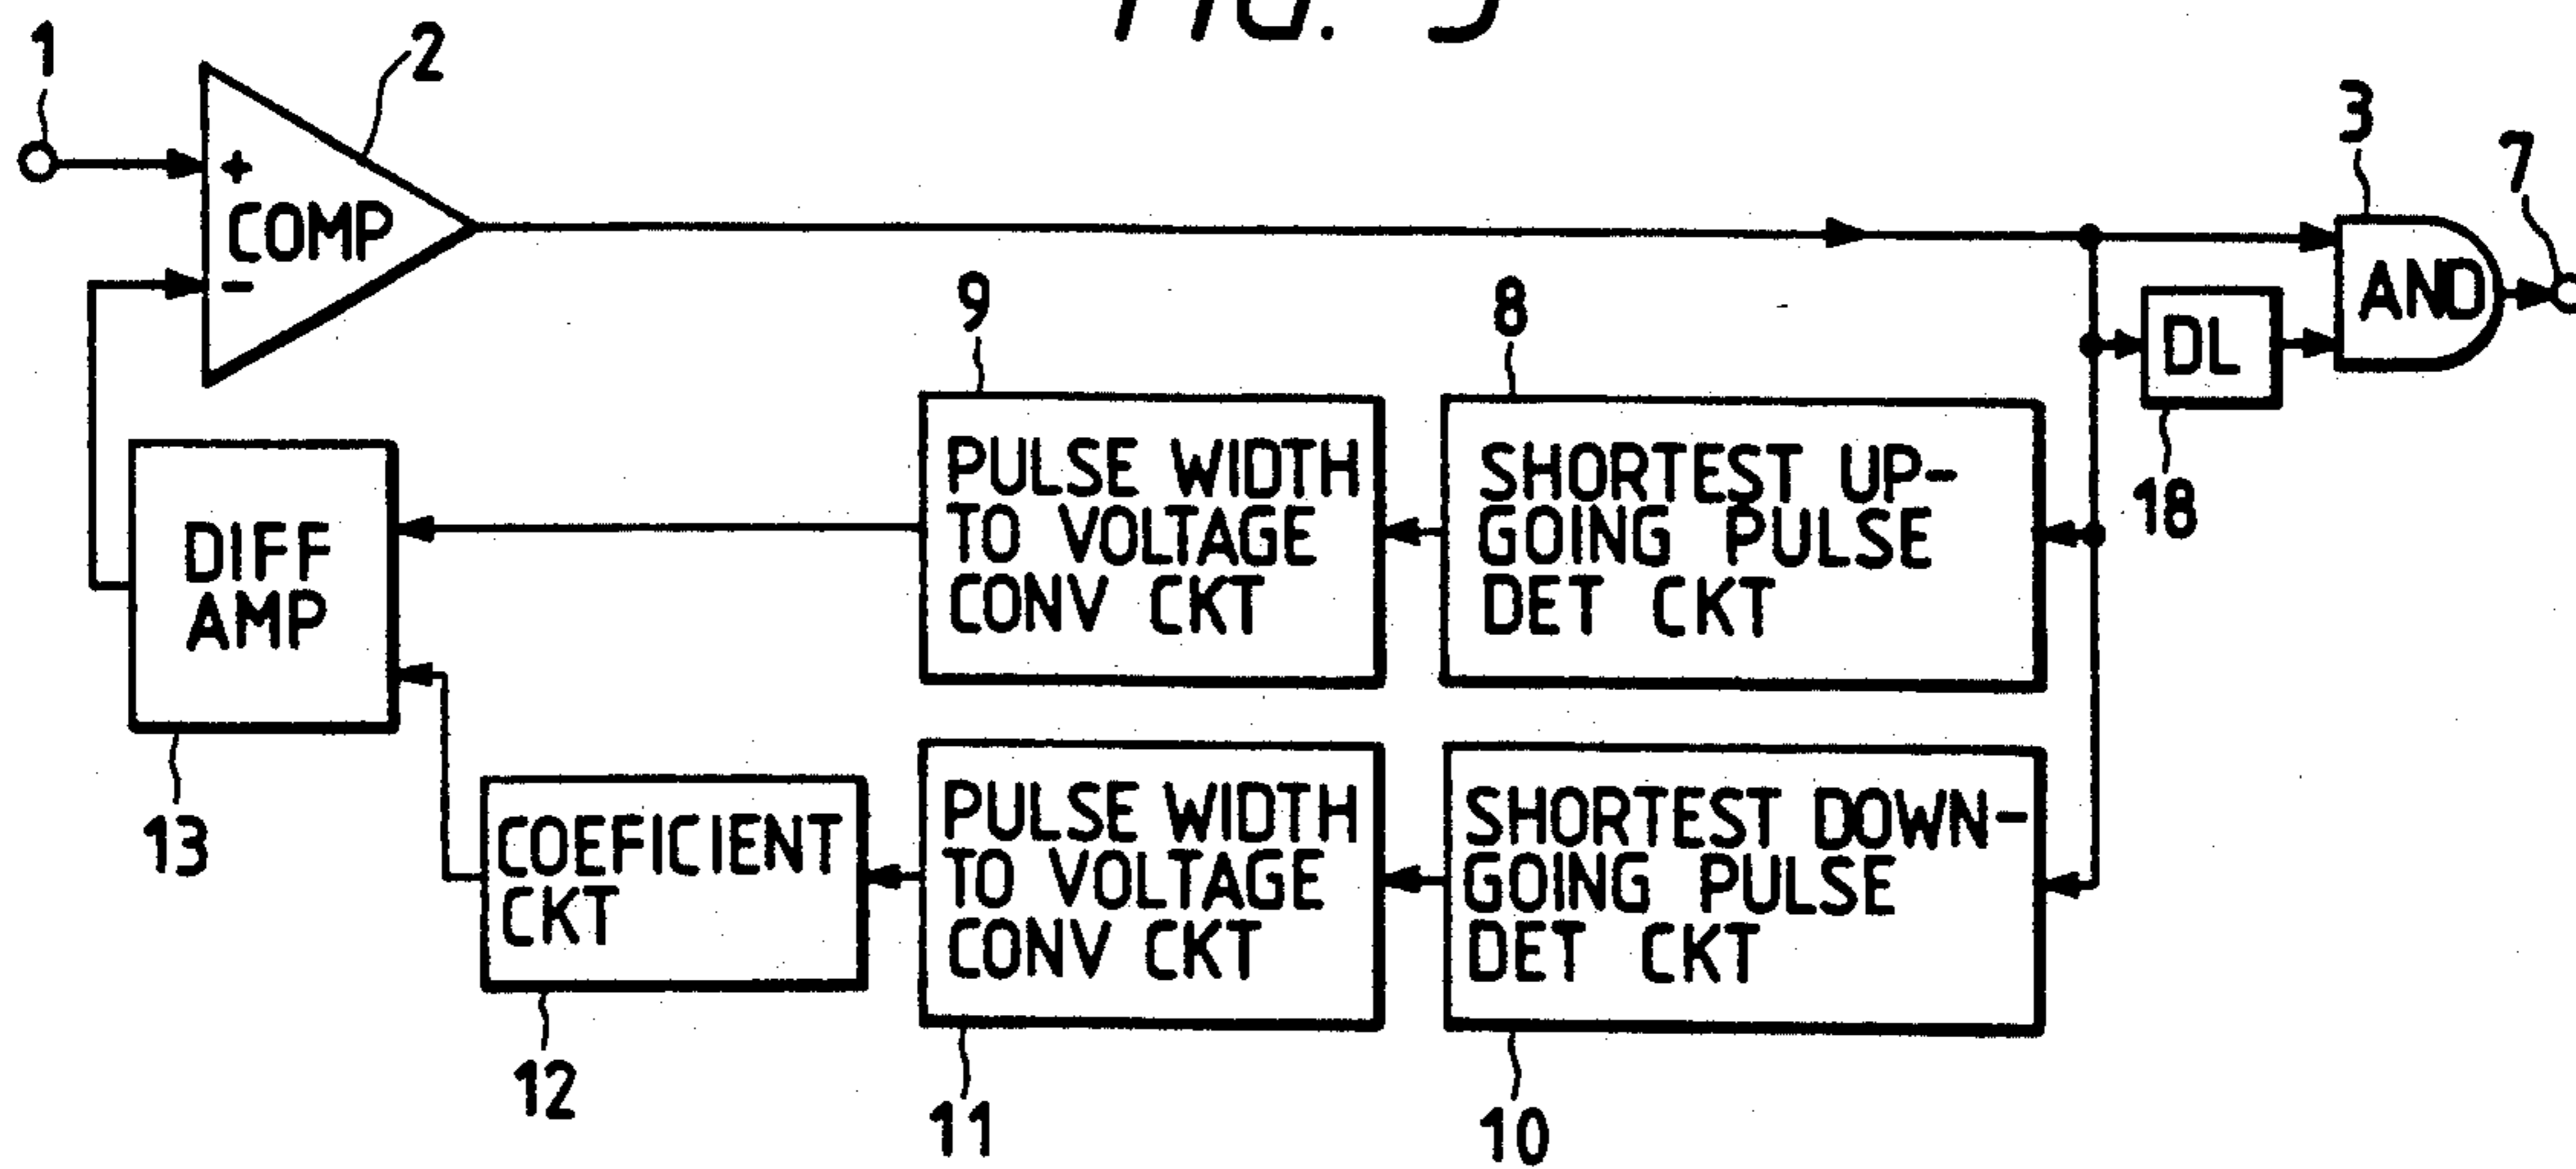 FIG. 5
1
2
3
7
+
COMP
-
AND
DL
18
9
8
PULSE WIDTH
TO VOLTAGE
CONV CKT
SHORTEST UP-
GOING PULSE
DET CKT
DIFF
AMP
13
COEFICIENT
CKT
12
PULSE WIDTH
TO VOLTAGE
CONV CKT
11
SHORTEST DOWN-
GOING PULSE
DET CKT
10